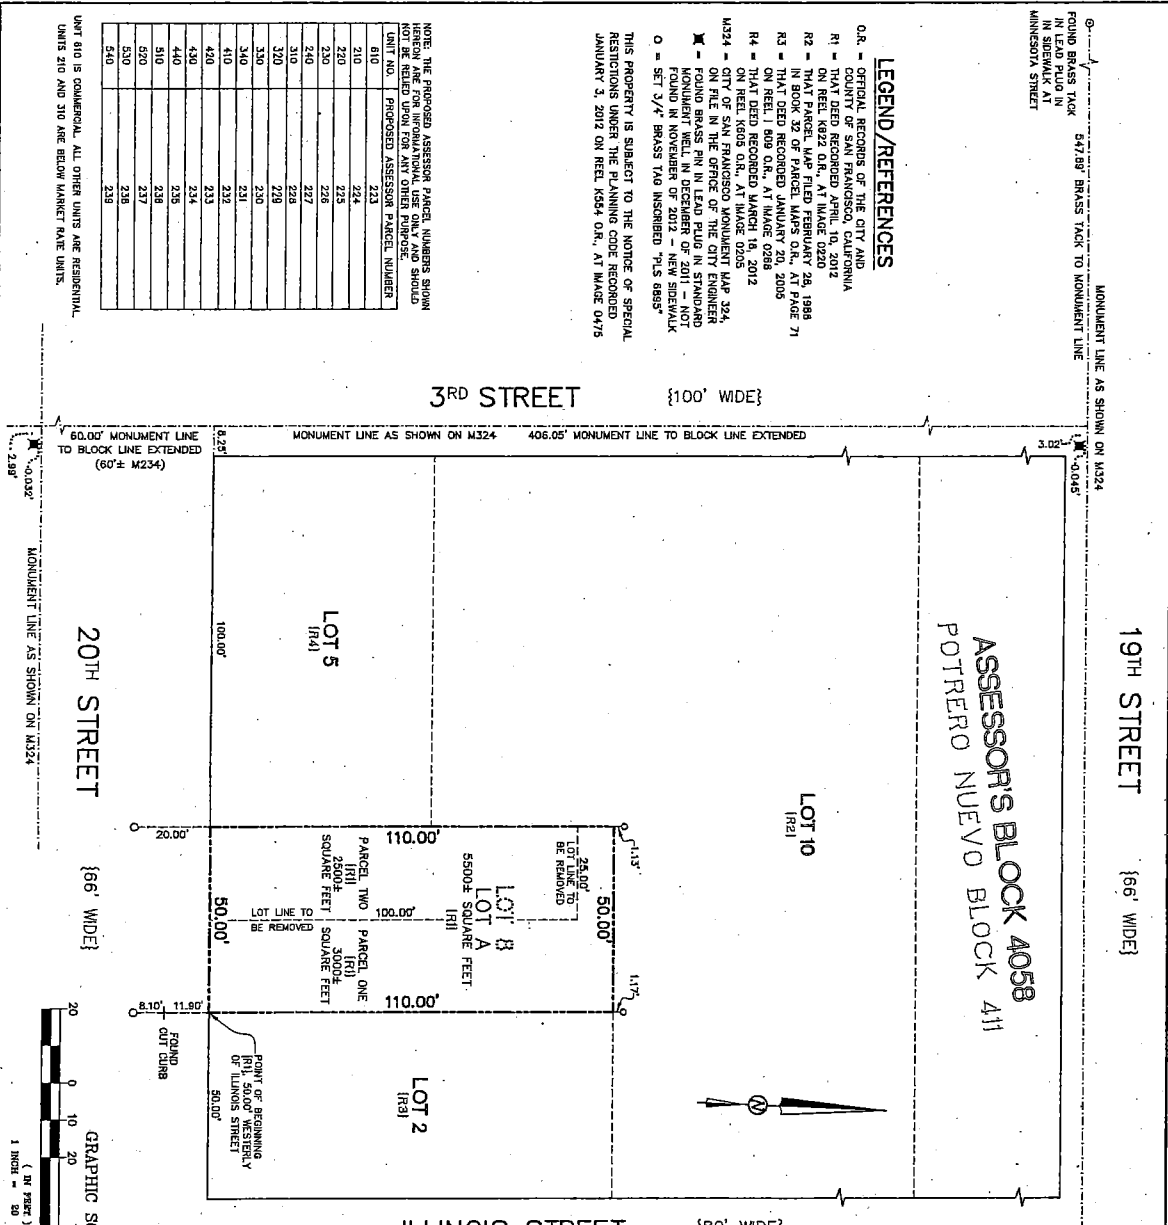 FOUND BRASS TACK
IN LEAD PLUG IN
IN SIDEWALK AT
MINNESOTA STREET
547.89' BRASS TACK TO MONUMENT LINE
MONUMENT LINE AS SHOWN ON M324
19TH STREET {66' WIDE}
LEGEND/REFERENCES
O.R. = OFFICIAL RECORDS OF THE CITY AND
COUNTY OF SAN FRANCISCO, CALIFORNIA
R1 = THAT DEED RECORDED APRIL 10, 2012
ON REEL K622 O.R., AT IMAGE 0220
R2 = THAT PARCEL MAP FILED FEBRUARY 26, 1986
IN BOOK 32 OF PARCEL MAPS O.R., AT PAGE 71
R3 = THAT DEED RECORDED JANUARY 20, 2005
ON REEL I 809 O.R., AT IMAGE 0288
R4 = THAT DEED RECORDED MARCH 16, 2012
ON REEL K605 O.R., AT IMAGE 0205
M324 = CITY OF SAN FRANCISCO MONUMENT MAP 324,
ON FILE IN THE OFFICE OF THE CITY ENGINEER
= FOUND BRASS PIN IN LEAD PLUG IN STANDARD
MONUMENT WELL IN DECEMBER OF 2011 - NOT
FOUND IN NOVEMBER OF 2012 - NEW SIDEWALK
O = SET 3/4" BRASS TAG INSCRIBED "PLS 6895"
THIS PROPERTY IS SUBJECT TO THE NOTICE OF SPECIAL
RESTICTIONS UNDER THE PLANNING CODE RECORDED
JANUARY 3, 2012 ON REEL K554 O.R., AT IMAGE 0475
NOTE: THE PROPOSED ASSESSOR PARCEL NUMBERS SHOWN
HEREON ARE FOR INFORMATIONAL USE ONLY AND SHOULD
NOT BE RELIED UPON FOR ANY OTHER PURPOSE.
UNIT NO. PROPOSED ASSESSOR PARCEL NUMBER
610 223
210 224
220 225
230 226
240 227
310 228
320 229
330 230
340 231
410 232
420 233
430 234
440 235
510 236
520 237
530 238
540 239
UNIT 610 IS COMMERCIAL. ALL OTHER UNITS ARE RESIDENTIAL.
UNITS 210 AND 310 ARE BELOW MARKET RATE UNITS.
3RD STREET {100' WIDE}
60.00' MONUMENT LINE
TO BLOCK LINE EXTENDED
(60'± M234)
8.25'
MONUMENT LINE AS SHOWN ON M324
406.05' MONUMENT LINE TO BLOCK LINE EXTENDED
3.02'
0.045'
0.032'
2.99'
MONUMENT LINE AS SHOWN ON M324
ASSESSOR'S BLOCK 4058
POTRERO NUEVO BLOCK 411
LOT 10
{R2}
LOT 5
{R4}
100.00'
20TH STREET {66' WIDE}
20.00'
110.00'
1.13'
25.00'
LOT LINE TO
BE REMOVED
50.00'
LOT 8
LOT A
5500± SQUARE FEET
{R1}
PARCEL TWO
{R1}
2500±
SQUARE FEET
LOT LINE TO
BE REMOVED
100.00'
PARCEL ONE
{R1}
3000±
SQUARE FEET
50.00'
110.00'
1.17'
8.10' 11.90'
FOUND
CUT CURB
POINT OF BEGINNING
{R1}, 50.00' WESTERLY
OF ILLINOIS STREET
50.00'
LOT 2
{R3}
20 0 10 20
( IN FEET )
1 INCH = 20